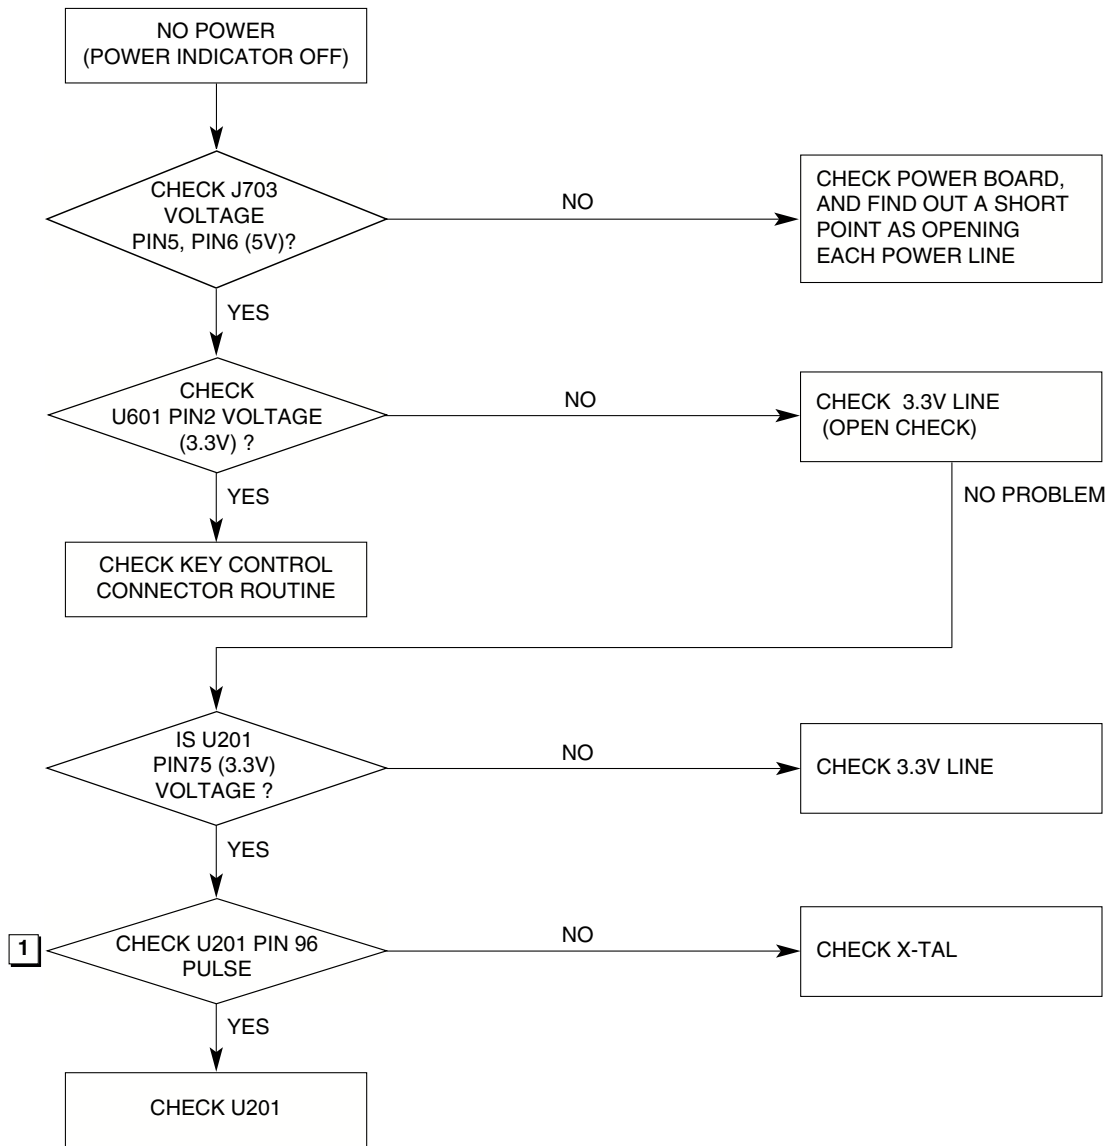 NO POWER
(POWER INDICATOR OFF)
CHECK J703
VOLTAGE
PIN5, PIN6 (5V)?
NO
CHECK POWER BOARD,
AND FIND OUT A SHORT
POINT AS OPENING
EACH POWER LINE
YES
CHECK
U601 PIN2 VOLTAGE
(3.3V) ?
NO
CHECK 3.3V LINE
(OPEN CHECK)
YES
NO PROBLEM
CHECK KEY CONTROL
CONNECTOR ROUTINE
IS U201
PIN75 (3.3V)
VOLTAGE ?
NO
CHECK 3.3V LINE
YES
1
CHECK U201 PIN 96
PULSE
NO
CHECK X-TAL
YES
CHECK U201